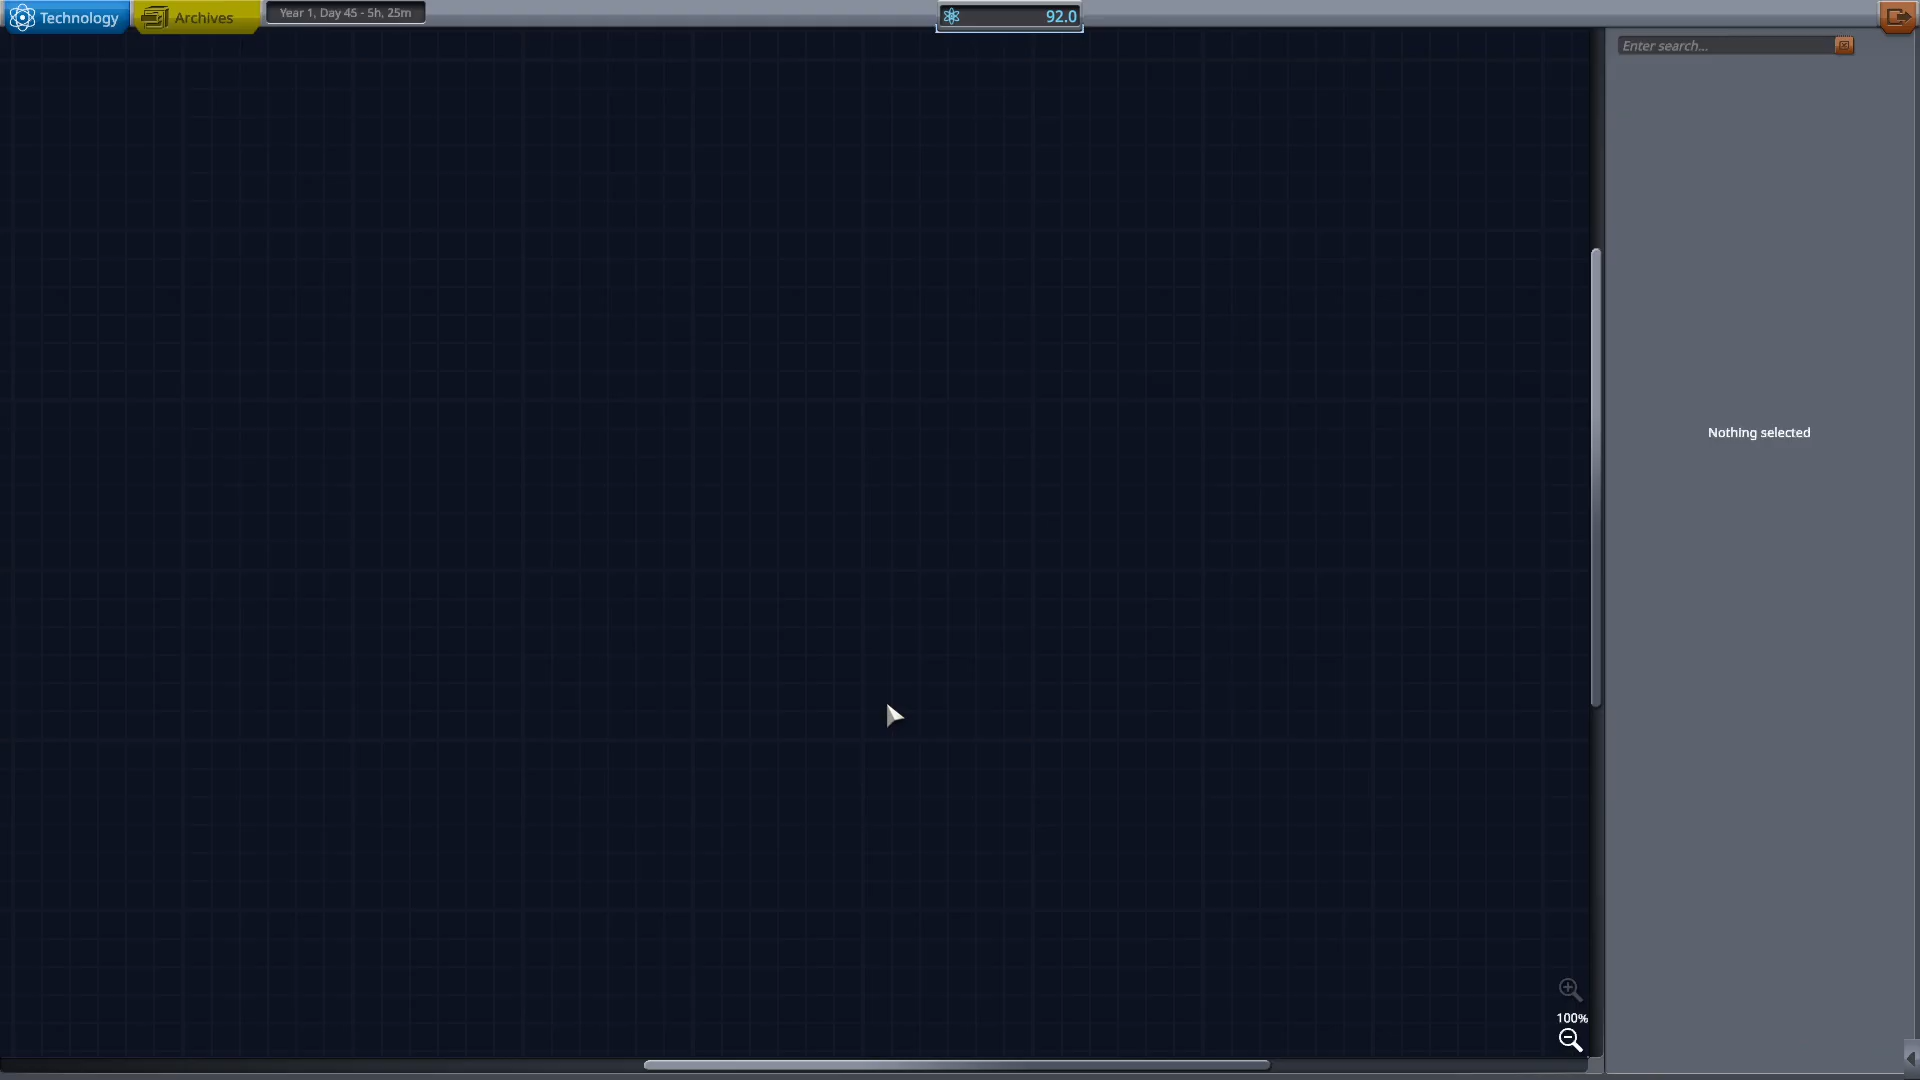 Technology
Archives
Year 1, Day 45 - 5h, 25m
92.0
Enter search...
Nothing selected
100%